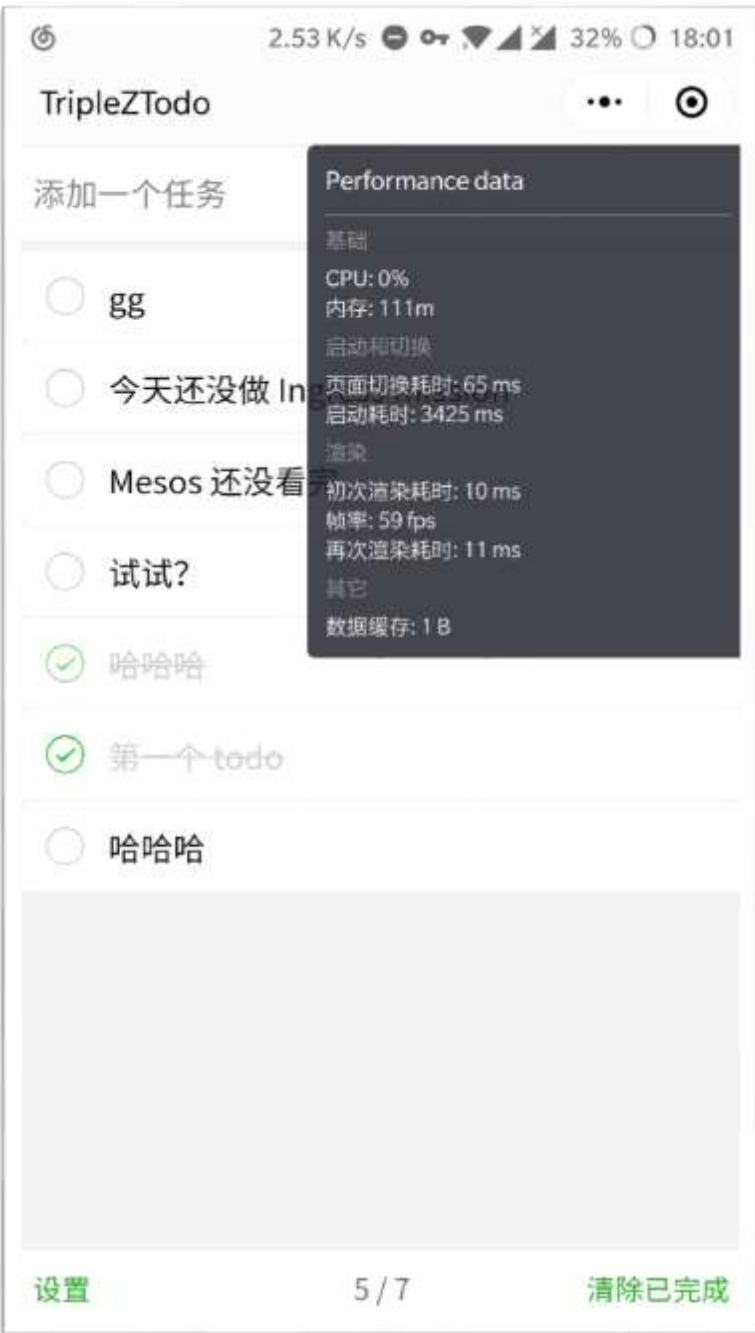 2.53 K/s 32% 18:01
TripleZTodo
添加一个任务
Performance data
基础
CPU: 0%
内存: 111m
启动和切换
页面切换耗时: 65 ms
启动耗时: 3425 ms
渲染
初次渲染耗时: 10 ms
帧率: 59 fps
再次渲染耗时: 11 ms
其它
数据缓存: 1 B
gg
今天还没做 Ingress mission
Mesos 还没看完
试试?
哈哈哈
第一个 todo
哈哈哈
设置 5 / 7 清除已完成